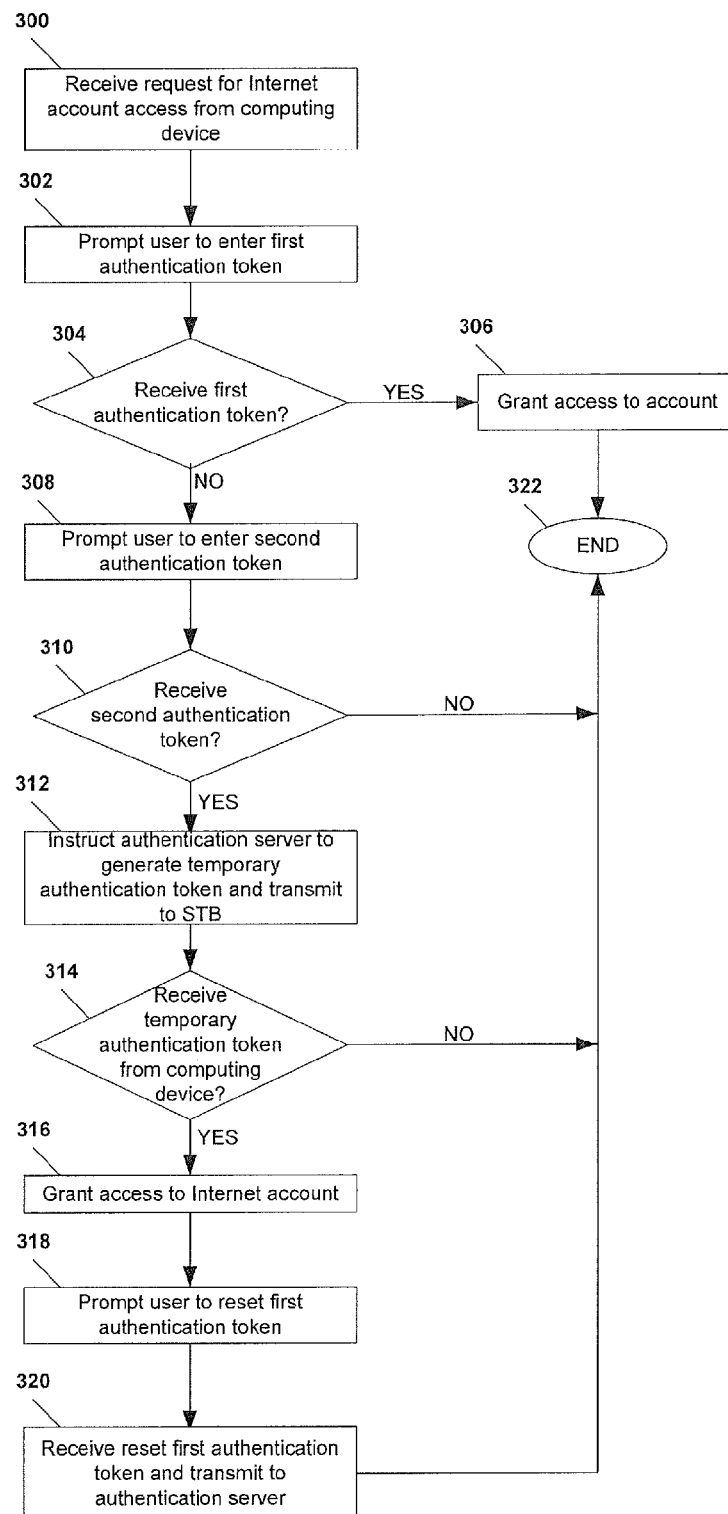 300
Receive request for Internet
account access from computing
device
302
Prompt user to enter first
authentication token
304
Receive first
authentication token?
YES
306
Grant access to account
NO
308
Prompt user to enter second
authentication token
322
END
310
Receive
second authentication
token?
NO
YES
312
Instruct authentication server to
generate temporary
authentication token and transmit
to STB
314
Receive
temporary
authentication token
from computing
device?
NO
YES
316
Grant access to Internet account
318
Prompt user to reset first
authentication token
320
Receive reset first authentication
token and transmit to
authentication server